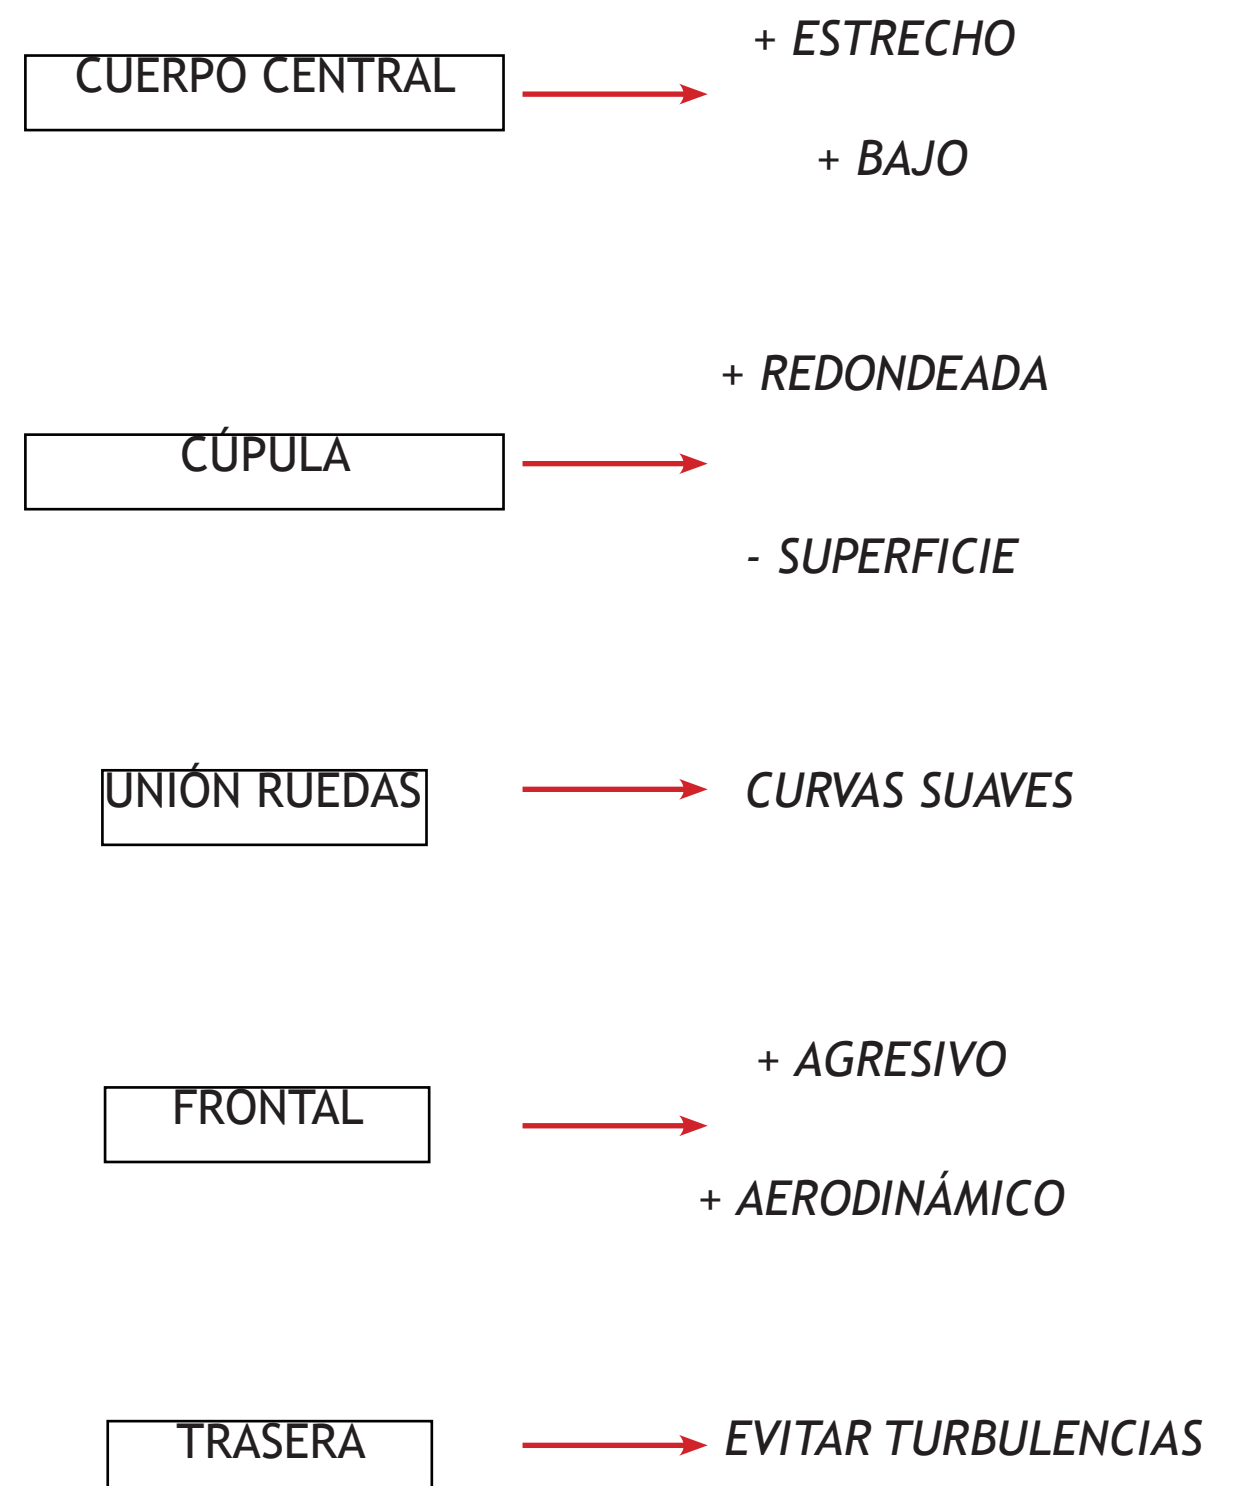 + ESTRECHO
CUERPO CENTRAL
+ BAJO
+ REDONDEADA
CÚPULA
- SUPERFICIE
UNIÓN RUEDAS
CURVAS SUAVES
+ AGRESIVO
FRONTAL
+ AERODINÁMICO
TRASERA
EVITAR TURBULENCIAS